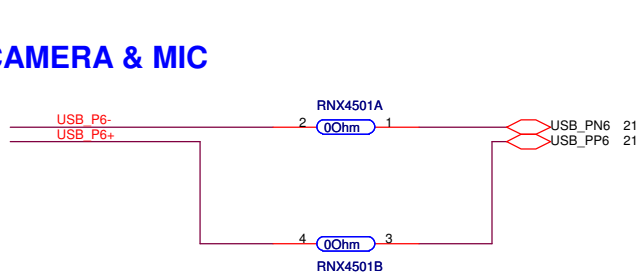 CAMERA & MIC
RNX4501A
USB_P6- 2 0Ohm 1 USB_PN6 21
USB_P6+ USB_PP6 21
4 0Ohm 3
RNX4501B